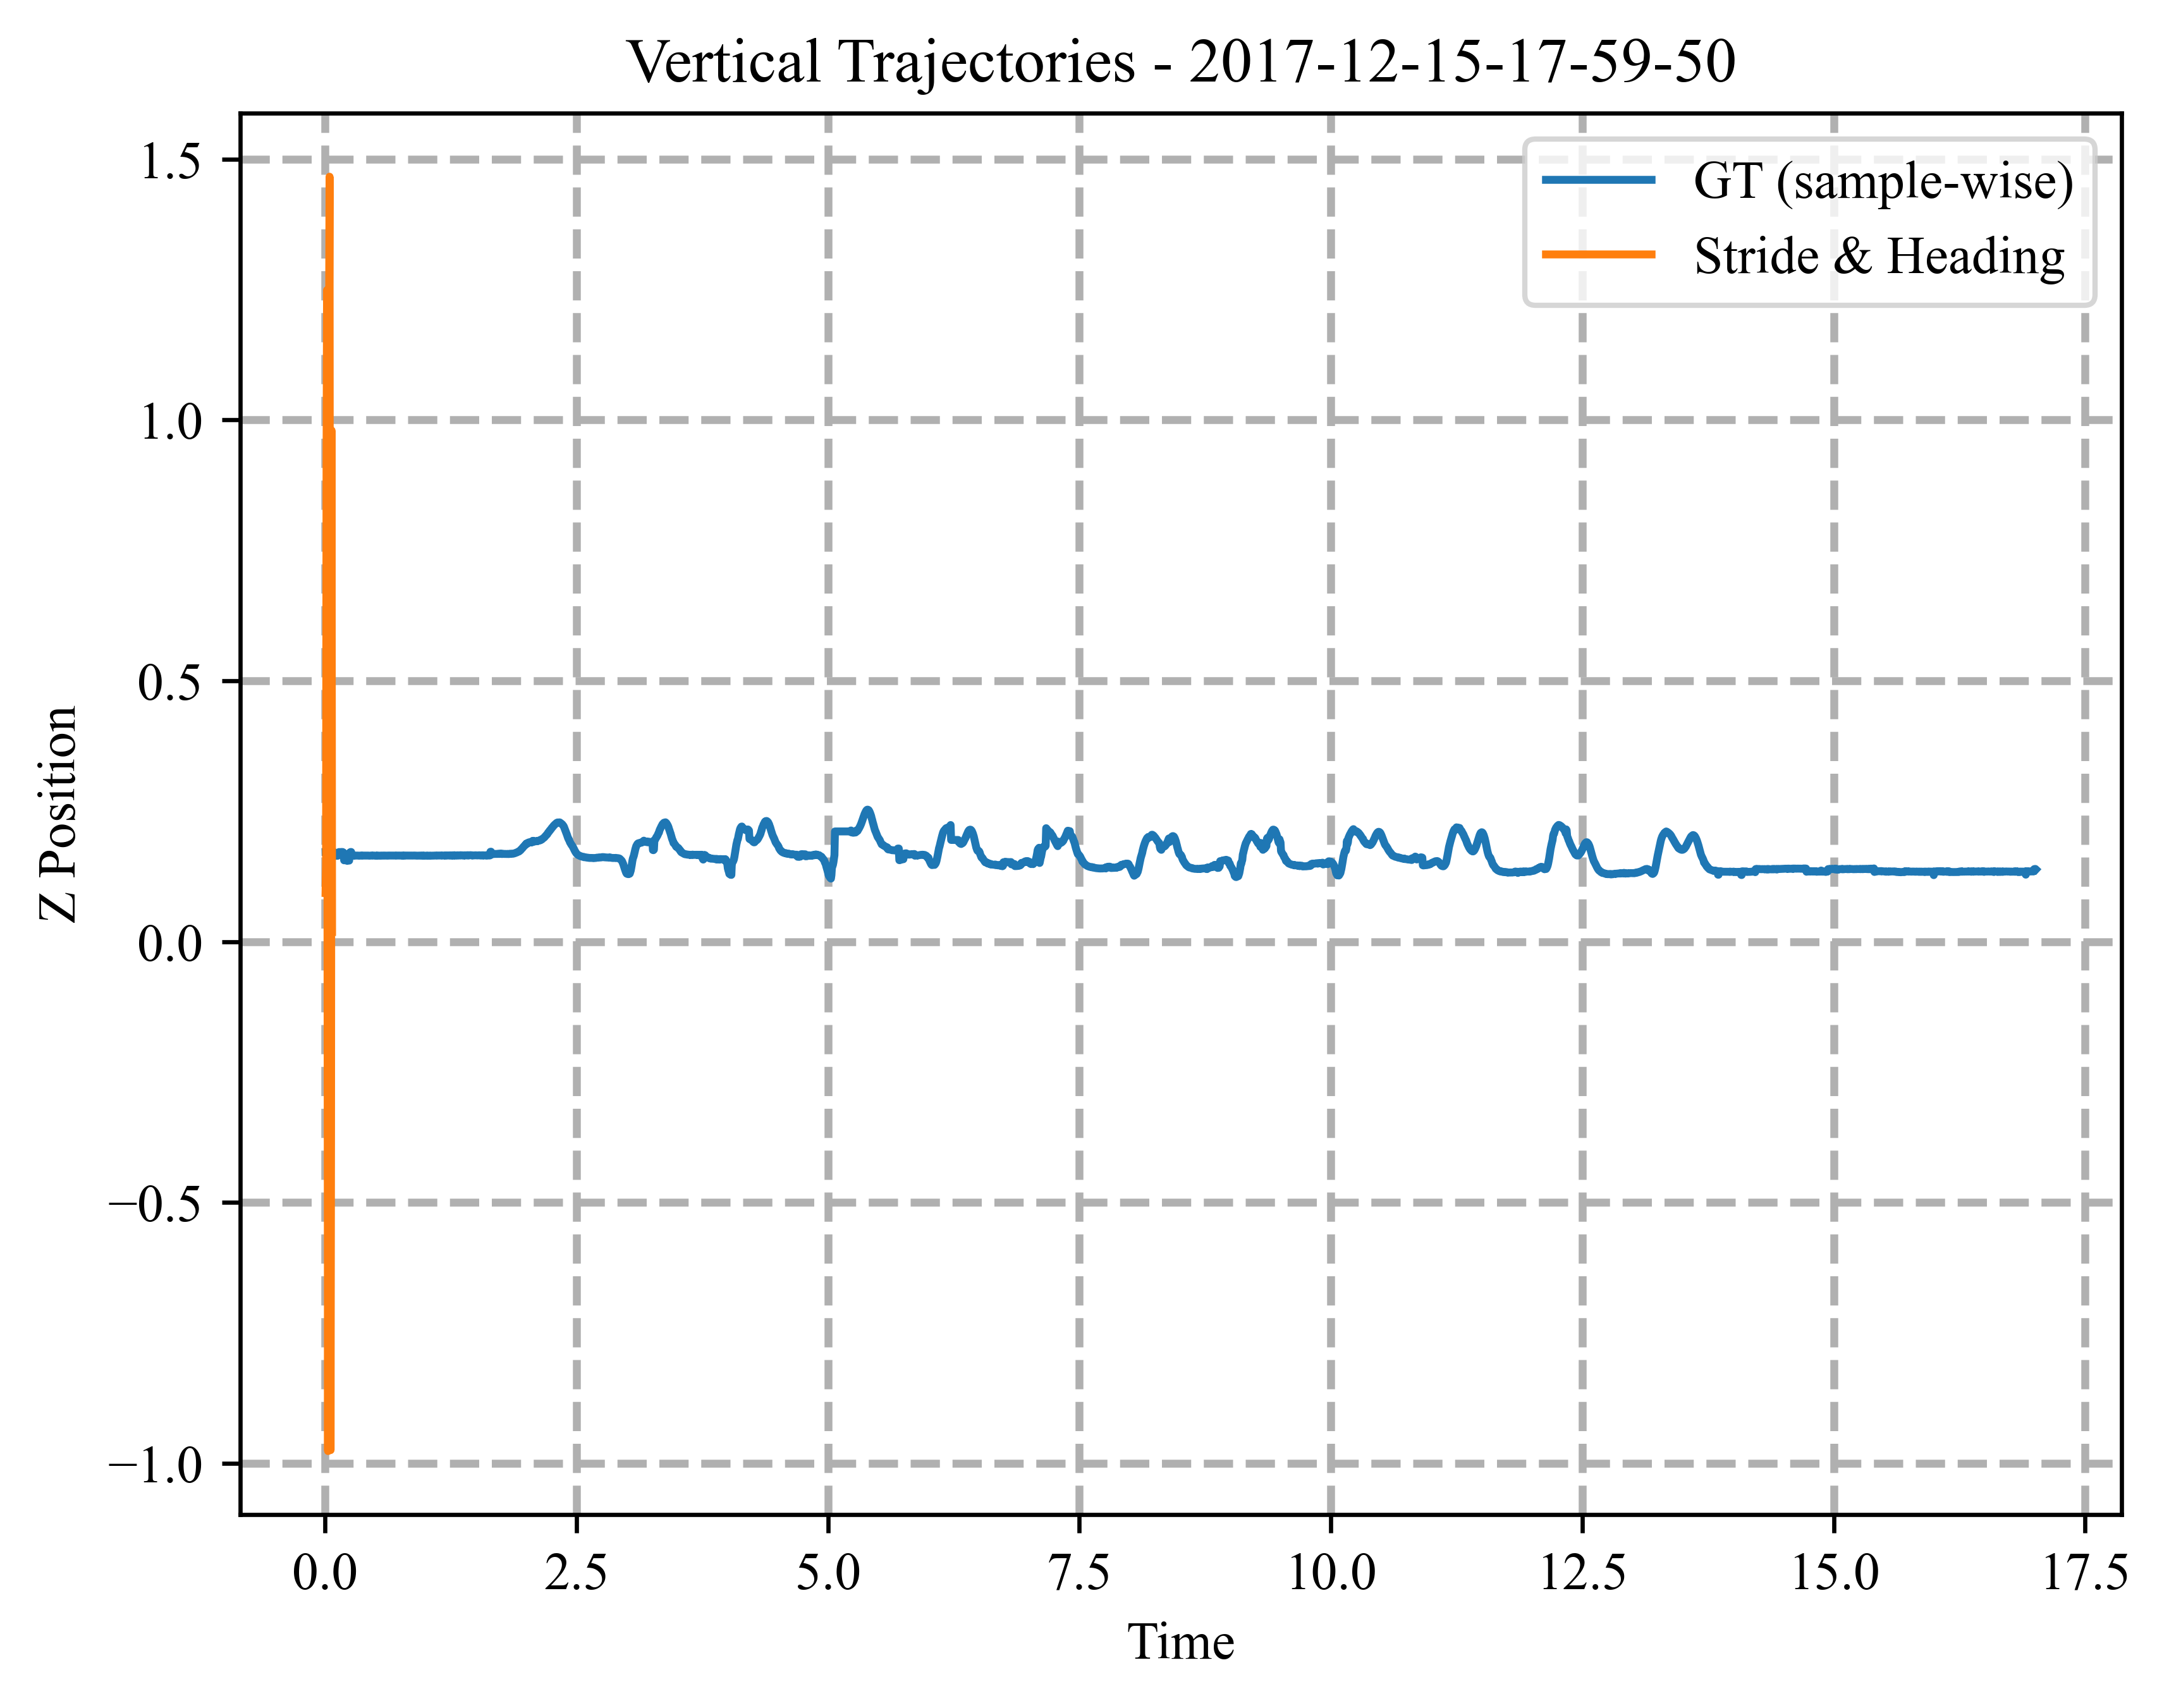 Vertical Trajectories - 2017-12-15-17-59-50
GT (sample-wise)
Stride & Heading
1.5
1.0
0.5
0.0
−0.5
−1.0
Z Position
0.0 2.5 5.0 7.5 10.0 12.5 15.0 17.5
Time